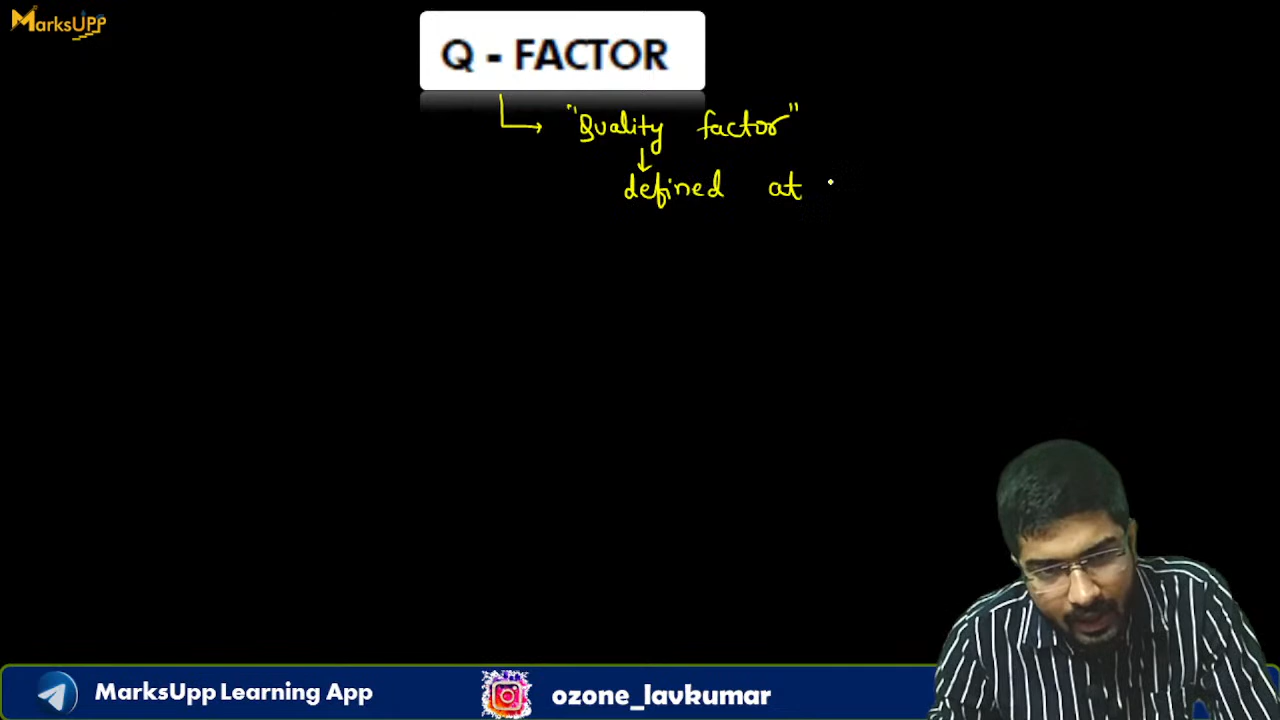 MarksUPP
Q - FACTOR
"Quality factor"
defined at
MarksUpp Learning App
ozone_lavkumar